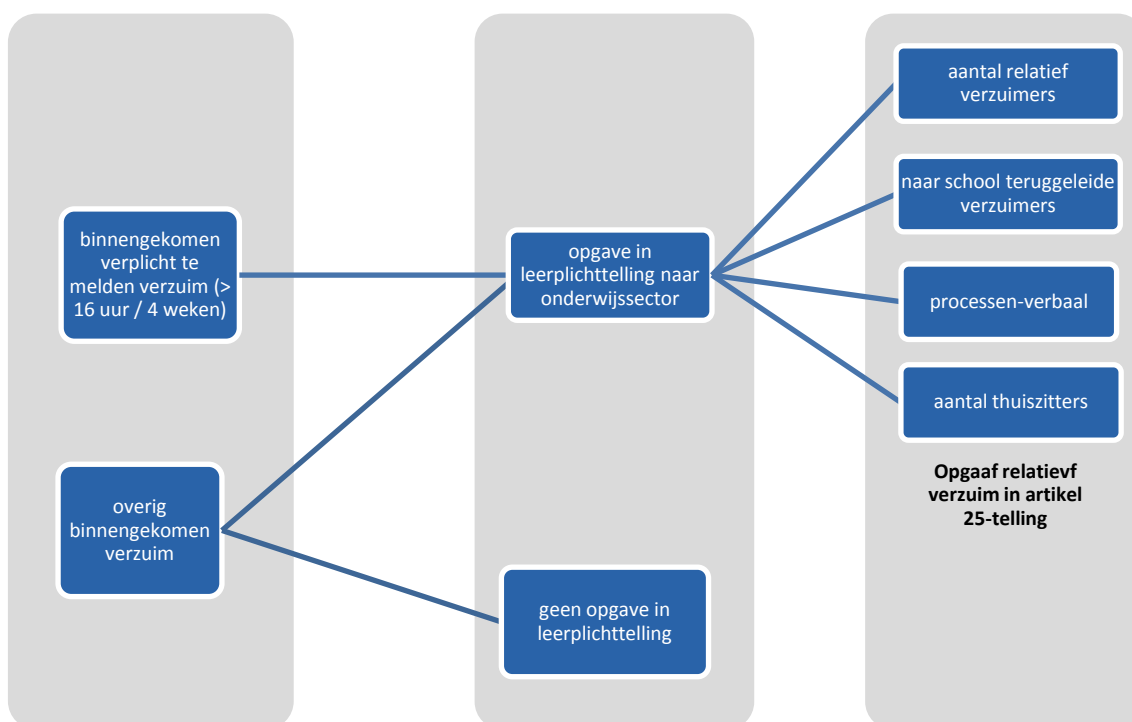 binnengekomen
verplicht te
melden verzuim (>
16 uur / 4 weken)
overig
binnengekomen
verzuim
opgave in
leerplichttelling naar
onderwijssector
geen opgave in
leerplichttelling
aantal relatief
verzuimers
naar school teruggeleide
verzuimers
processen-verbaal
aantal thuiszitters
Opgaaf relatievf
verzuim in artikel
25-telling